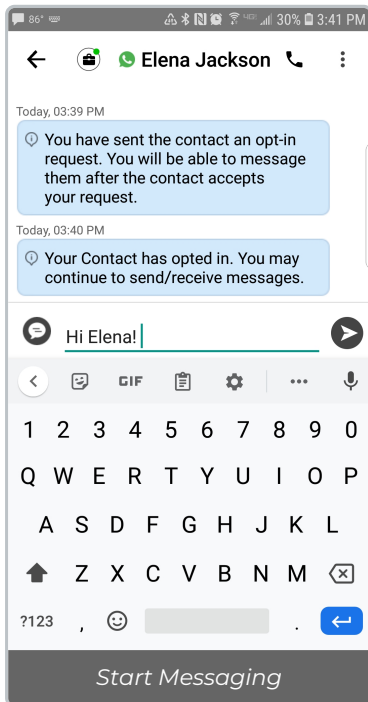 86° 4G 30% 3:41 PM
Elena Jackson
Today, 03:39 PM
You have sent the contact an opt-in
request. You will be able to message
them after the contact accepts
your request.
Today, 03:40 PM
Your Contact has opted in. You may
continue to send/receive messages.
Hi Elena!
GIF
1 2 3 4 5 6 7 8 9 0
Q W E R T Y U I O P
A S D F G H J K L
Z X C V B N M
?123 , .
Start Messaging